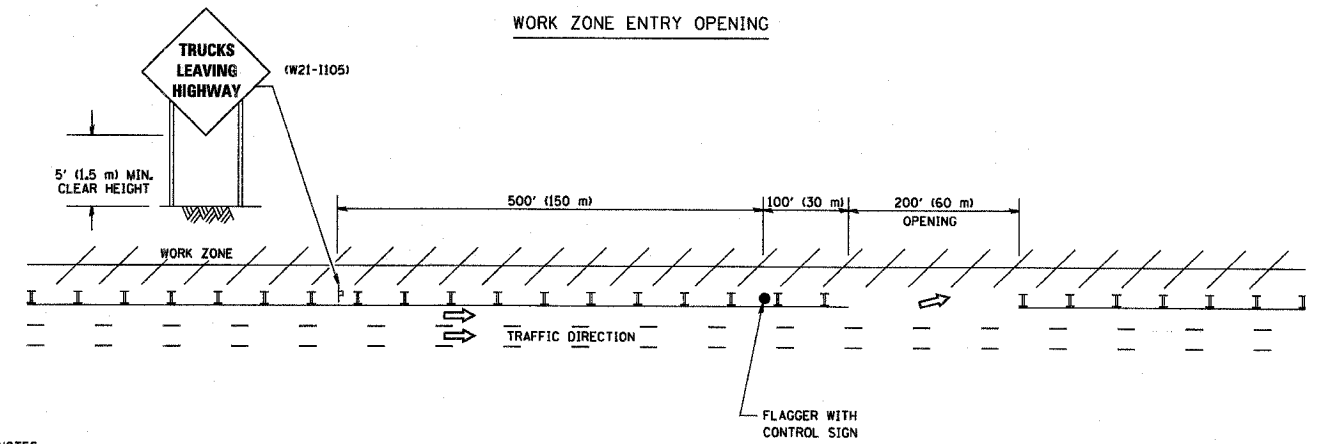 WORK ZONE ENTRY OPENING
TRUCKS
LEAVING
HIGHWAY
(W21-I105)
5' (1.5 m) MIN.
CLEAR HEIGHT
500' (150 m)
100' (30 m)
200' (60 m)
OPENING
WORK ZONE
TRAFFIC DIRECTION
FLAGGER WITH
CONTROL SIGN